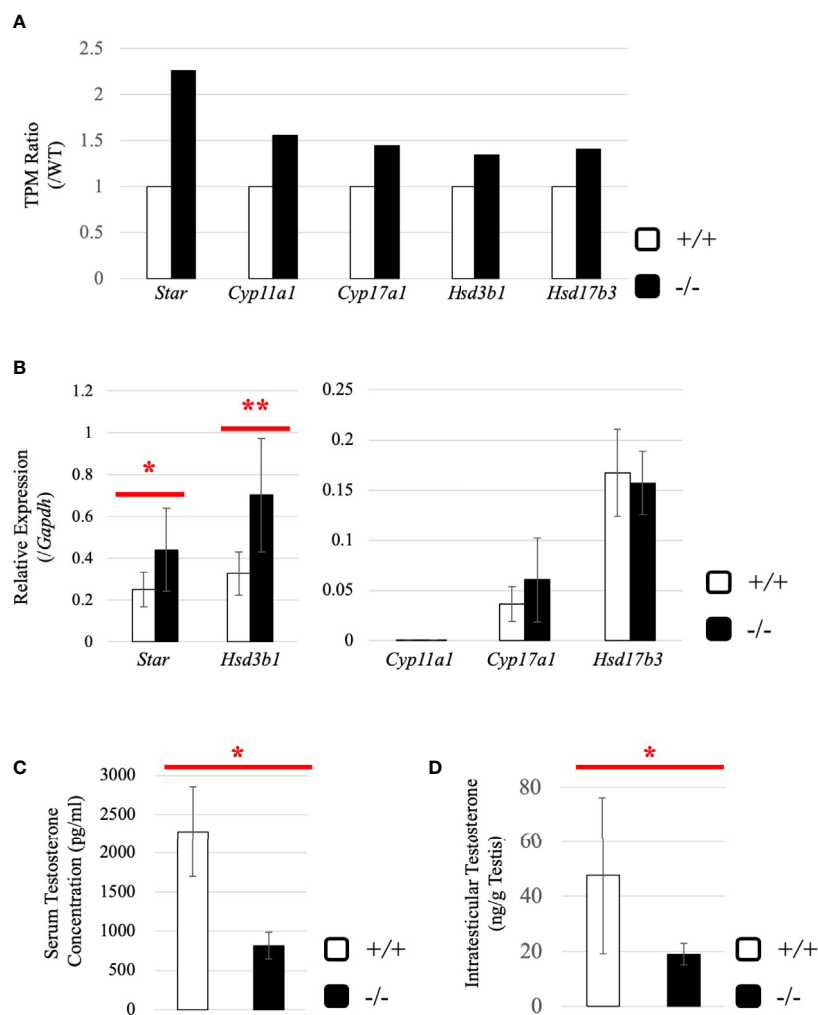 A
2.5
2
1.5
1
0.5
0
TPM Ratio
(/WT)
Star Cyp11a1 Cyp17a1 Hsd3b1 Hsd17b3
+/+
-/-
B
1.2
1
0.8
0.6
0.4
0.2
0
Relative Expression
(/Gapdh)
*
**
Star Hsd3b1
0.25
0.2
0.15
0.1
0.05
0
Cyp11a1 Cyp17a1 Hsd17b3
+/+
-/-
C
*
3000
2500
2000
1500
1000
500
0
Serum Testosterone
Concentration (pg/ml)
+/+
-/-
D
*
80
60
40
20
0
Intratesticular Testosterone
(ng/g Testis)
+/+
-/-